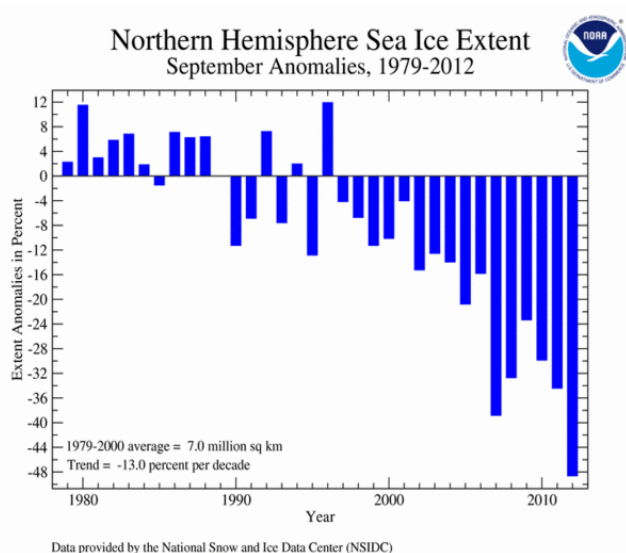 Northern Hemisphere Sea Ice Extent
September Anomalies, 1979-2012
NOAA
12
8
4
0
-4
-8
-12
-16
-20
-24
-28
-32
-36
-40
-44
-48
Extent Anomalies in Percent
1979-2000 average = 7.0 million sq km
Trend = -13.0 percent per decade
1980
1990
2000
2010
Year
Data provided by the National Snow and Ice Data Center (NSIDC)